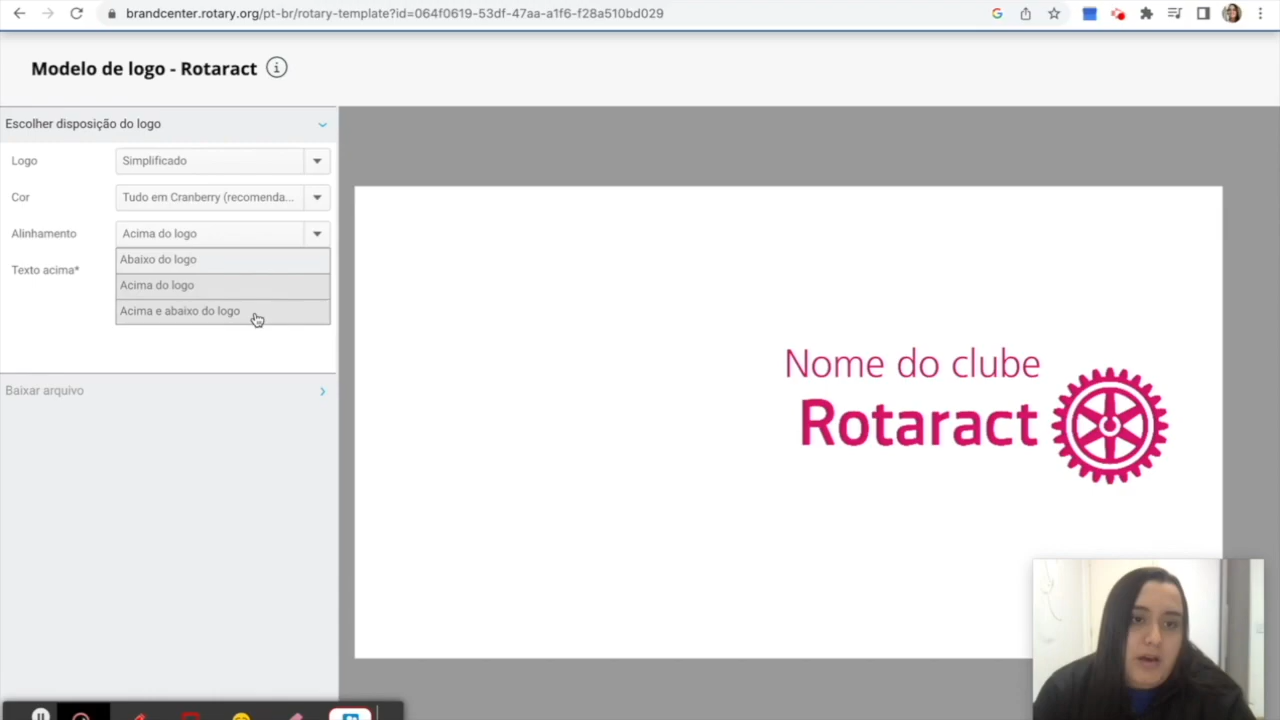 brandcenter.rotary.org/pt-br/rotary-template?id=064f0619-53df-47aa-a1f6-f28a510bd029
Modelo de logo - Rotaract
Escolher disposição do logo
Logo
Simplificado
Cor
Tudo em Cranberry (recomenda...
Alinhamento
Acima do logo
Abaixo do logo
Texto acima*
Acima do logo
Acima e abaixo do logo
Baixar arquivo
Nome do clube
Rotaract